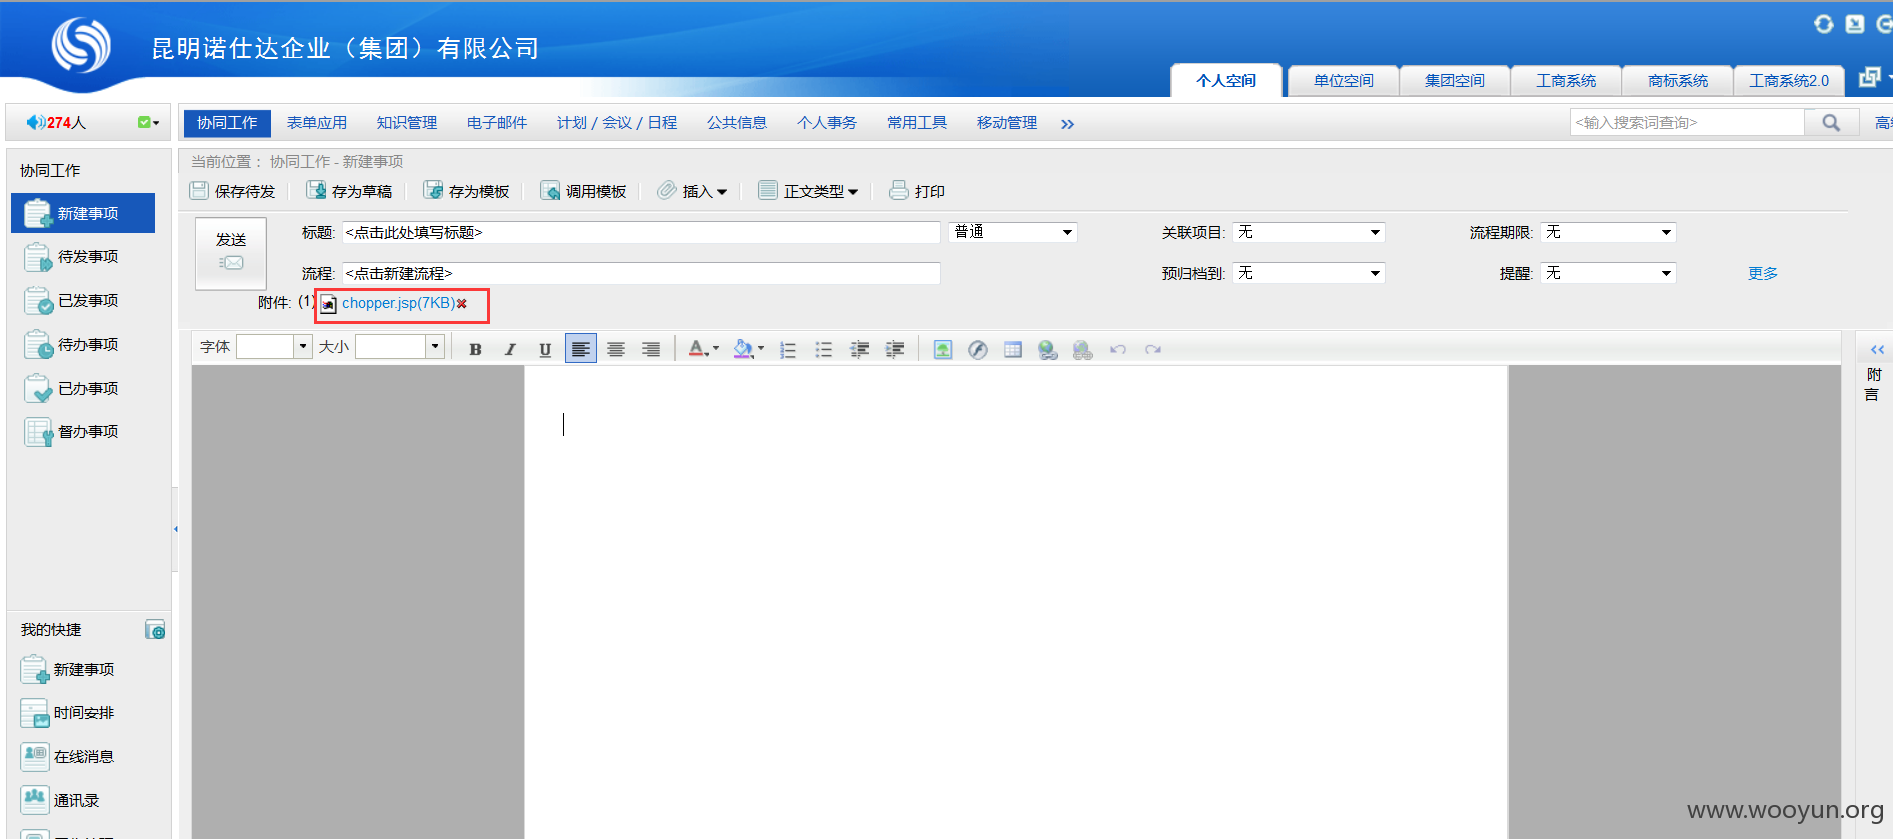 昆明诺仕达企业（集团）有限公司
个人空间 单位空间 集团空间 工商系统 商标系统 工商系统2.0
274人
协同工作 表单应用 知识管理 电子邮件 计划 / 会议 / 日程 公共信息 个人事务 常用工具 移动管理 »
<输入搜索词查询>
协同工作
当前位置： 协同工作 - 新建事项
保存待发 存为草稿 存为模板 调用模板 插入 正文类型 打印
新建事项
待发事项
已发事项
待办事项
已办事项
督办事项
发送
标题: <点击此处填写标题> 普通 关联项目: 无 流程期限: 无
流程: <点击新建流程> 预归档到: 无 提醒: 无 更多
附件: (1) chopper.jsp(7KB)
字体 大小 B I U A
附
言
我的快捷
新建事项
时间安排
在线消息
通讯录
www.wooyun.org